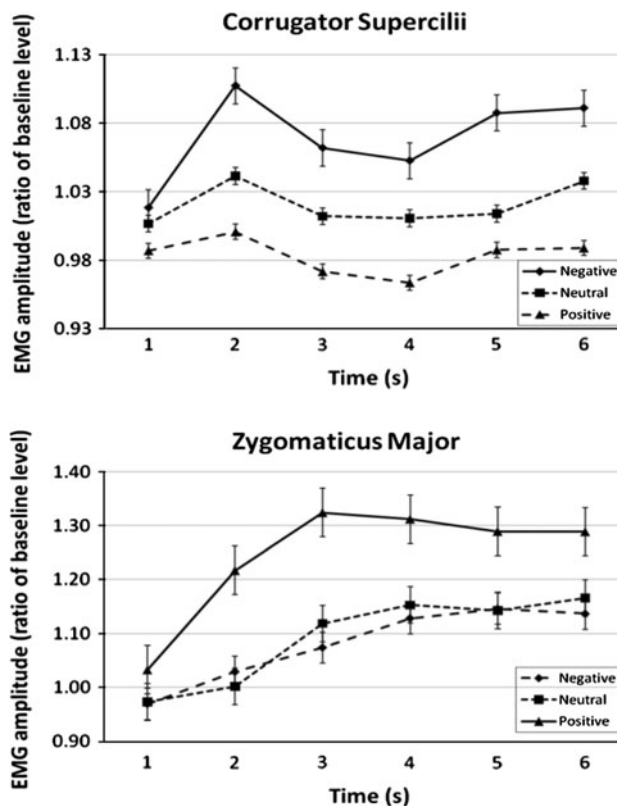 Corrugator Supercilii
EMG amplitude (ratio of baseline level)
1.13
1.08
1.03
0.98
0.93
Negative
Neutral
Positive
1 2 3 4 5 6
Time (s)
Zygomaticus Major
EMG amplitude (ratio of baseline level)
1.40
1.30
1.20
1.10
1.00
0.90
Negative
Neutral
Positive
1 2 3 4 5 6
Time (s)